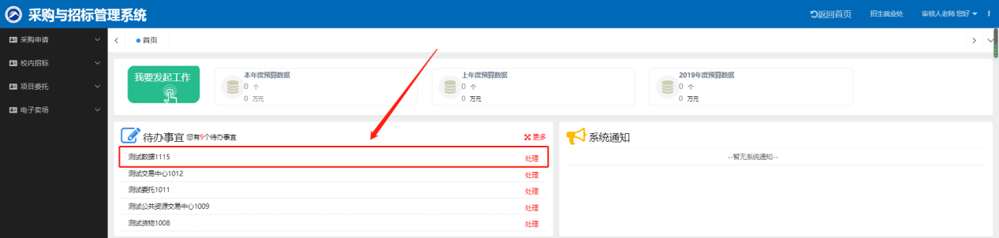 采购与招标管理系统
返回首页 招生就业处 审核人老师 您好
采购申请
首页
校内招标
项目委托
电子卖场
我要发起工作
本年度预算数据
0 个
0 万元
上年度预算数据
0 个
0 万元
2019年度预算数据
0 个
0 万元
待办事宜 您有9个待办事宜 更多
测试数据1115 处理
测试交易中心1012 处理
测试委托1011 处理
测试公共资源交易中心1009 处理
测试货物1008 处理
系统通知
--暂无系统通知--